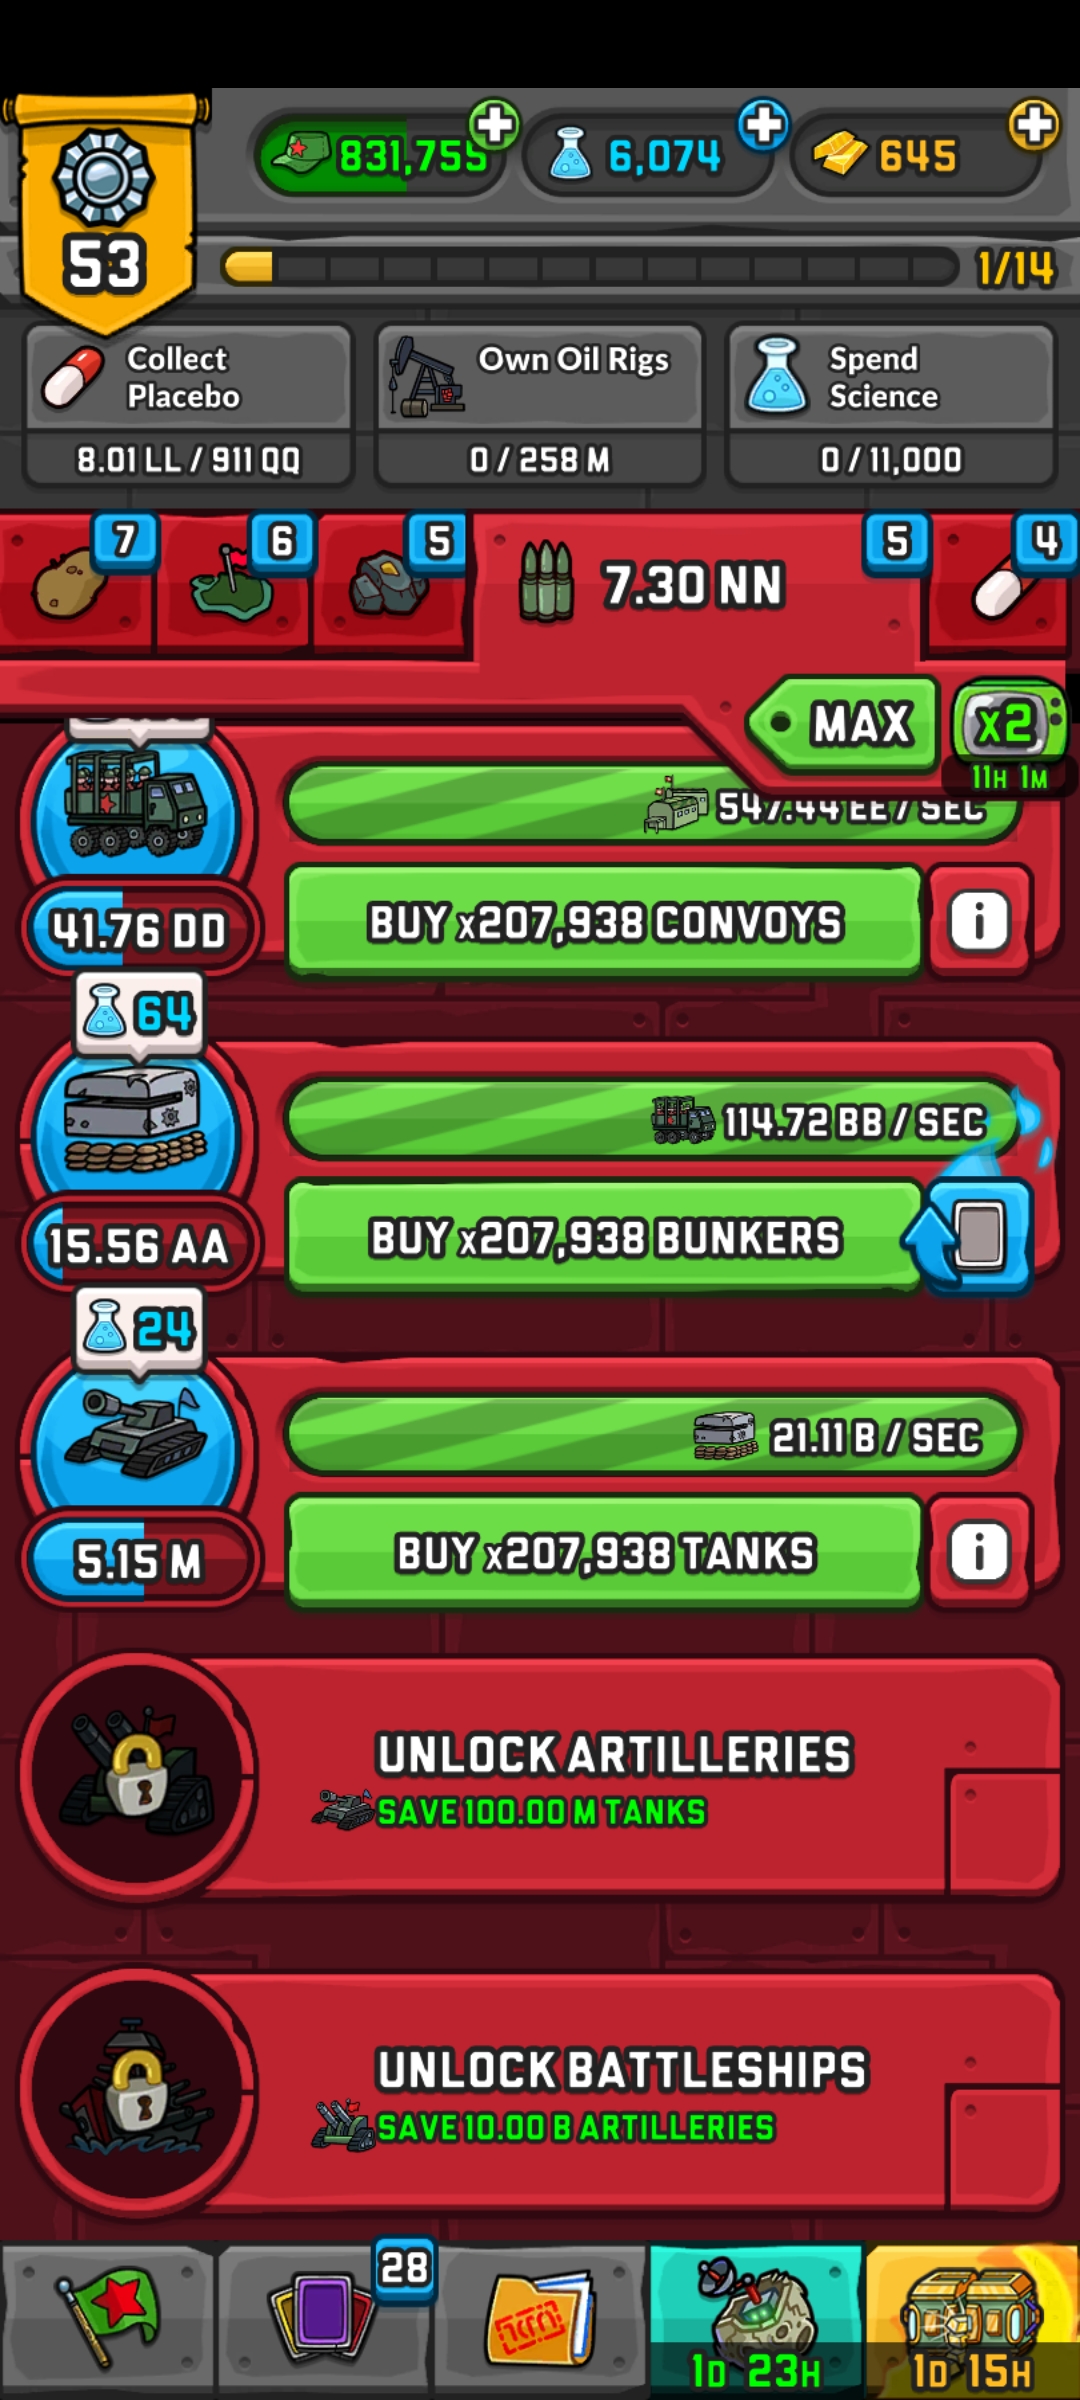 831,755
6,074
645
53
1/14
Collect
Placebo
Own Oil Rigs
Spend
Science
8.01 LL / 911 QQ
0 / 258 M
0 / 11,000
7
6
5
7.30 NN
5
4
MAX
x2
11H 1M
547.44 EE / SEC
41.76 DD
BUY x207,938 CONVOYS
i
64
114.72 BB / SEC
15.56 AA
BUY x207,938 BUNKERS
24
21.11 B / SEC
5.15 M
BUY x207,938 TANKS
i
UNLOCK ARTILLERIES
SAVE 100.00 M TANKS
UNLOCK BATTLESHIPS
SAVE 10.00 B ARTILLERIES
28
1D 23H
1D 15H